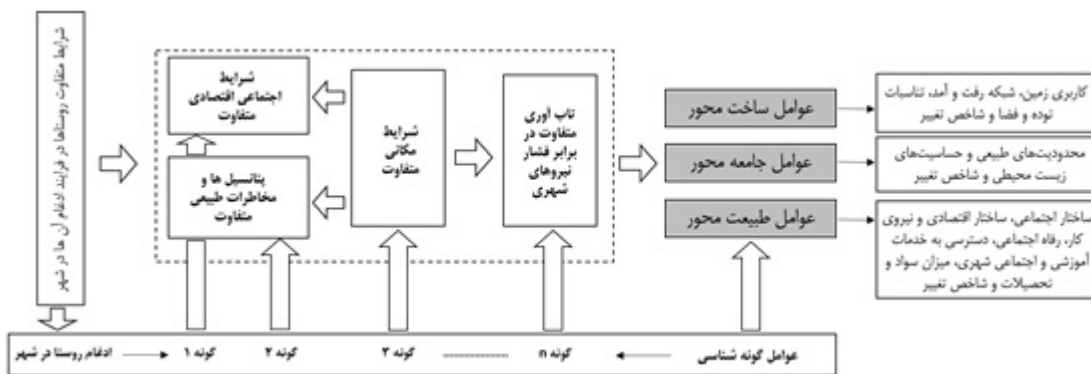 شرایط متفاوت روستاها در فرایند ادغام آن ها در شهر
شرایط
اجتماعی اقتصادی
متفاوت
پتانسیل ها و
مخاطرات طبیعی
متفاوت
شرایط
مکانی
متفاوت
تاب آوری
متفاوت در
برابر فشار
نیروهای
شهری
عوامل ساخت محور
عوامل جامعه محور
عوامل طبیعت محور
کاربری زمین، شبکه رفت و آمد، تناسبات
توده و فضا و شاخص تغییر
محدودیت‌های طبیعی و حساسیت‌های
زیست محیطی و شاخص تغییر
ساختار اجتماعی، ساختار اقتصادی و نیروی
کار، رفاه اجتماعی، دسترسی به خدمات
آموزشی و اجتماعی شهری، میزان سواد و
تحصیلات و شاخص تغییر
ادغام روستا در شهر
گونه ۱
گونه ۲
گونه ۳
..............
گونه n
عوامل گونه شناسی